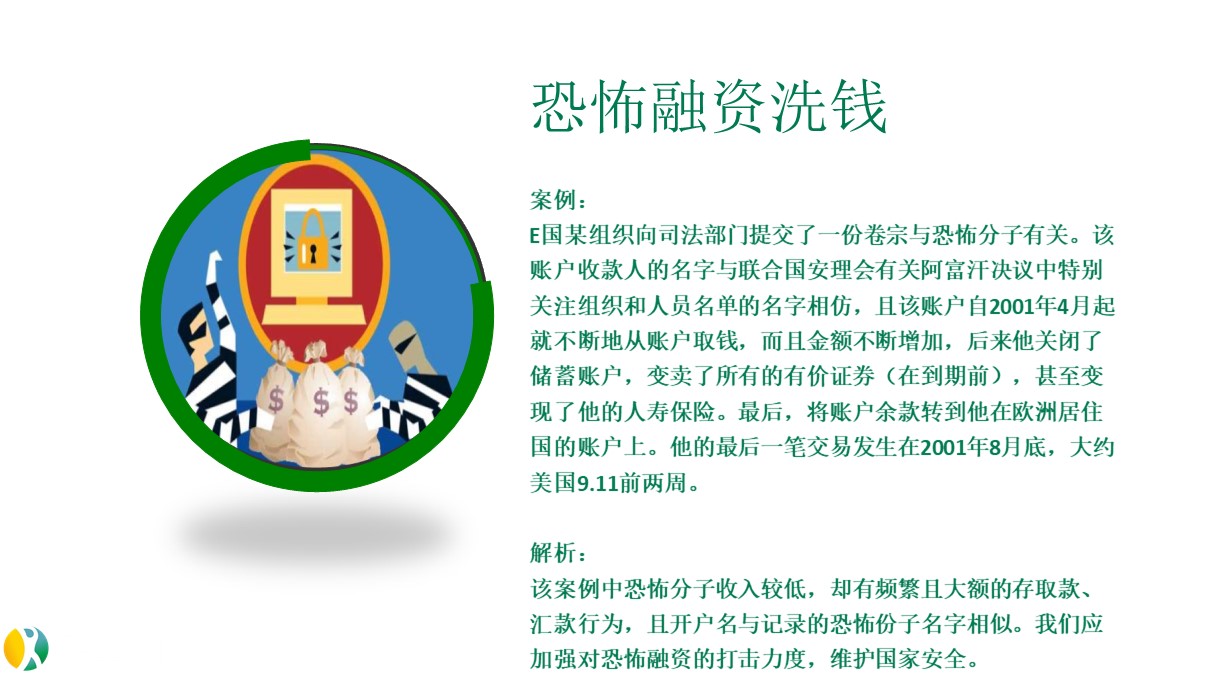 恐怖融资洗钱
案例：
E国某组织向司法部门提交了一份卷宗与恐怖分子有关。该
账户收款人的名字与联合国安理会有关阿富汗决议中特别
关注组织和人员名单的名字相仿，且该账户自2001年4月起
就不断地从账户取钱，而且金额不断增加，后来他关闭了
储蓄账户，变卖了所有的有价证券（在到期前），甚至变
现了他的人寿保险。最后，将账户余款转到他在欧洲居住
国的账户上。他的最后一笔交易发生在2001年8月底，大约
美国9.11前两周。
解析：
该案例中恐怖分子收入较低，却有频繁且大额的存取款、
汇款行为，且开户名与记录的恐怖份子名字相似。我们应
加强对恐怖融资的打击力度，维护国家安全。
$ $ $